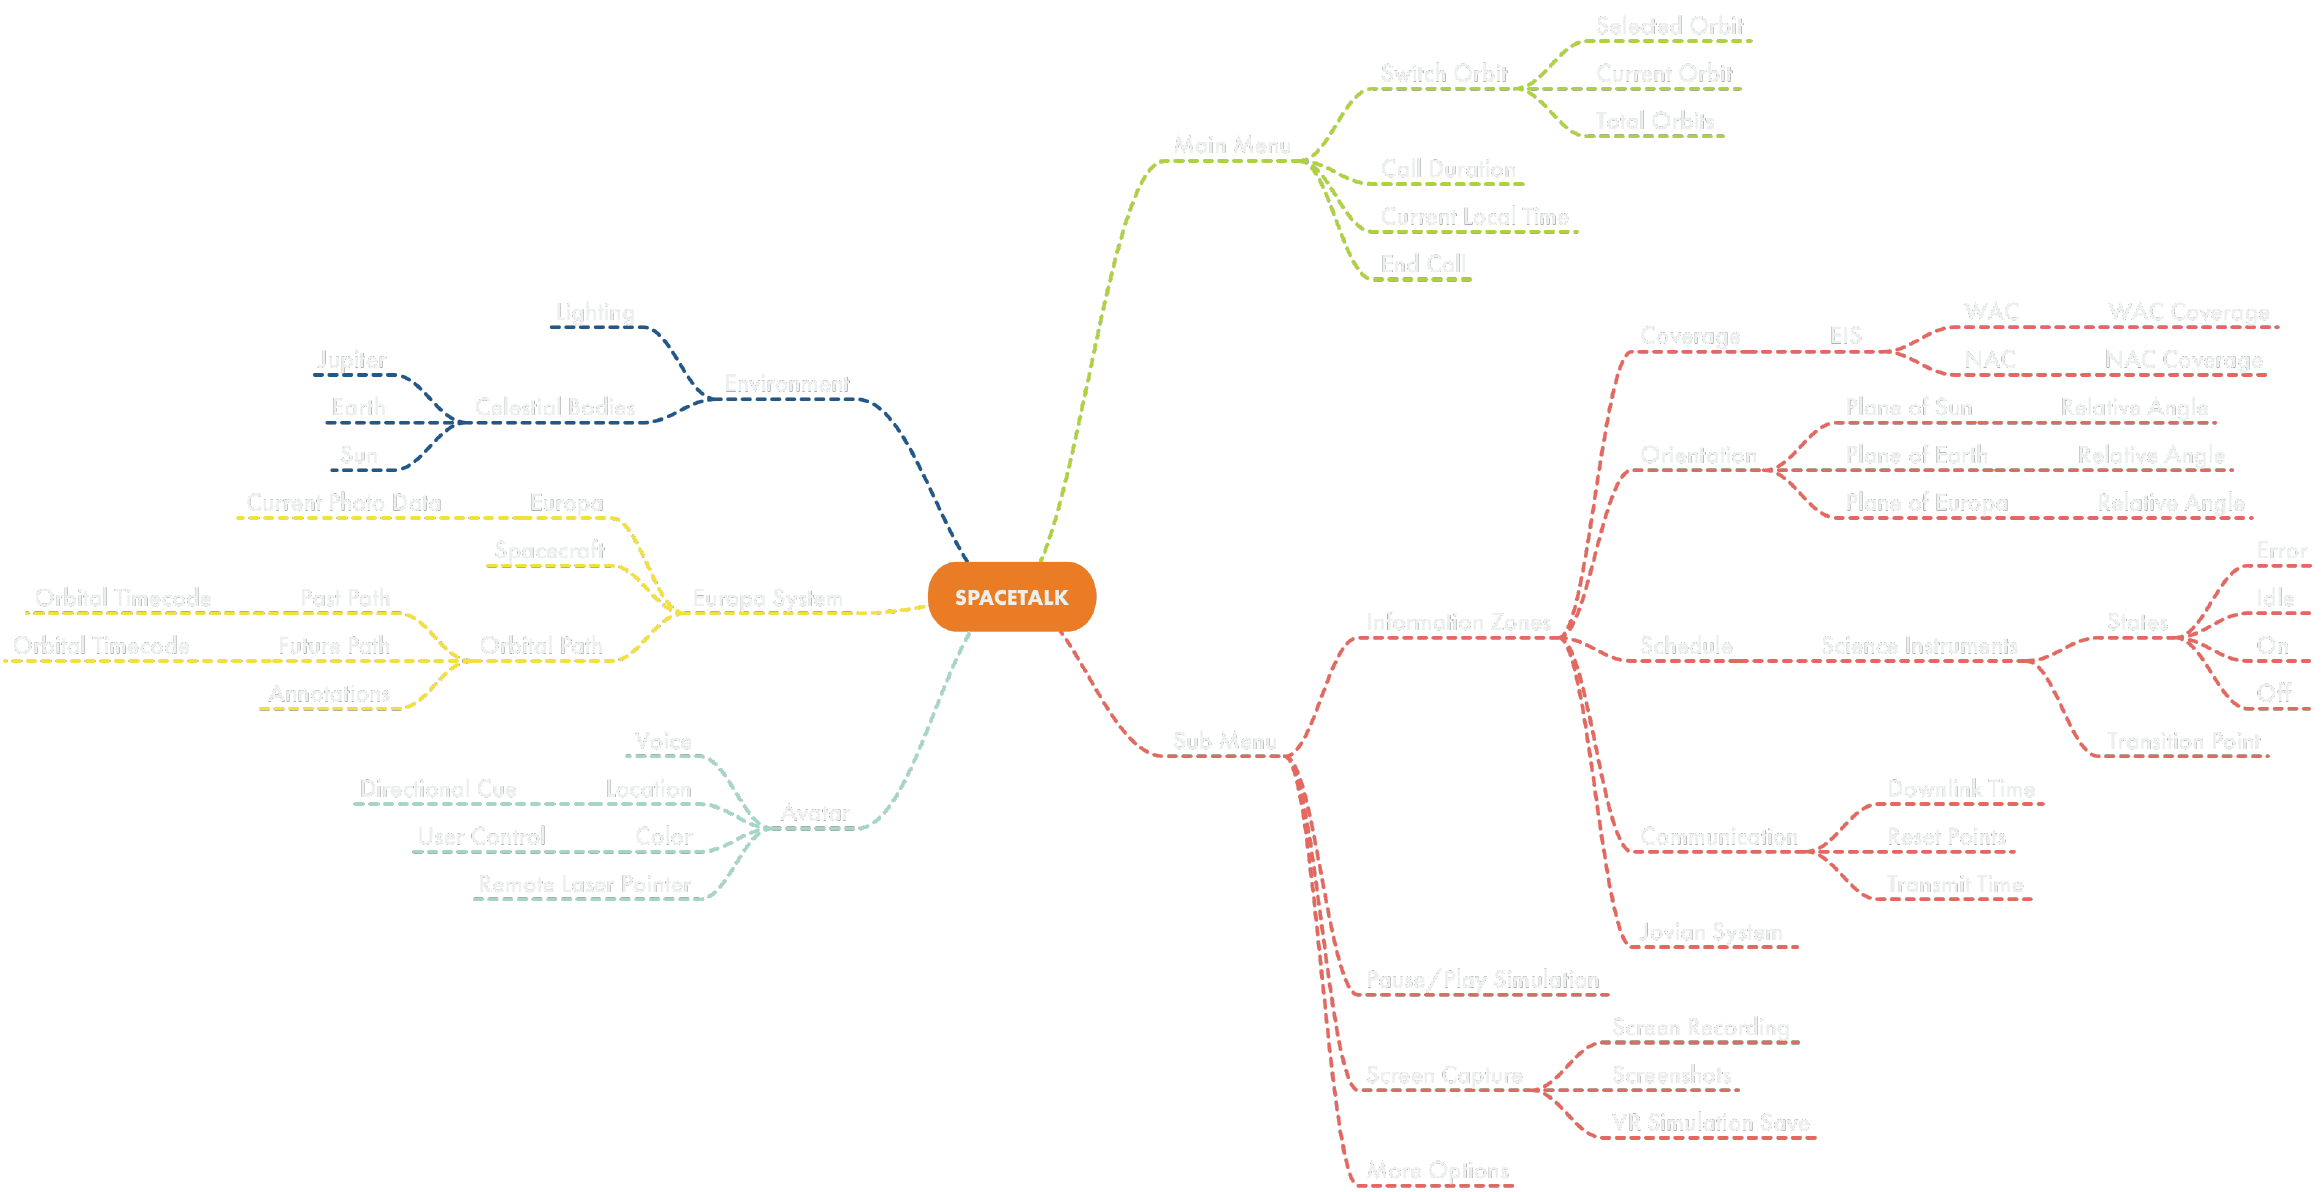 SPACETALK
Main Menu
Switch Orbit
Selected Orbit
Current Orbit
Total Orbits
Call Duration
Current Local Time
End Call
Environment
Lighting
Celestial Bodies
Jupiter
Earth
Sun
Europa System
Europa
Current Photo Data
Spacecraft
Orbital Path
Past Path
Orbital Timecode
Future Path
Orbital Timecode
Annotations
Avatar
Voice
Location
Directional Cue
Color
User Control
Remote Laser Pointer
Sub Menu
Information Zones
Coverage
EIS
WAC
WAC Coverage
NAC
NAC Coverage
Orientation
Plane of Sun
Relative Angle
Plane of Earth
Relative Angle
Plane of Europa
Relative Angle
Schedule
Science Instruments
States
Error
Idle
On
Off
Transition Point
Communication
Downlink Time
Reset Points
Transmit Time
Jovian System
Pause/Play Simulation
Screen Capture
Screen Recording
Screenshots
VR Simulation Save
More Options